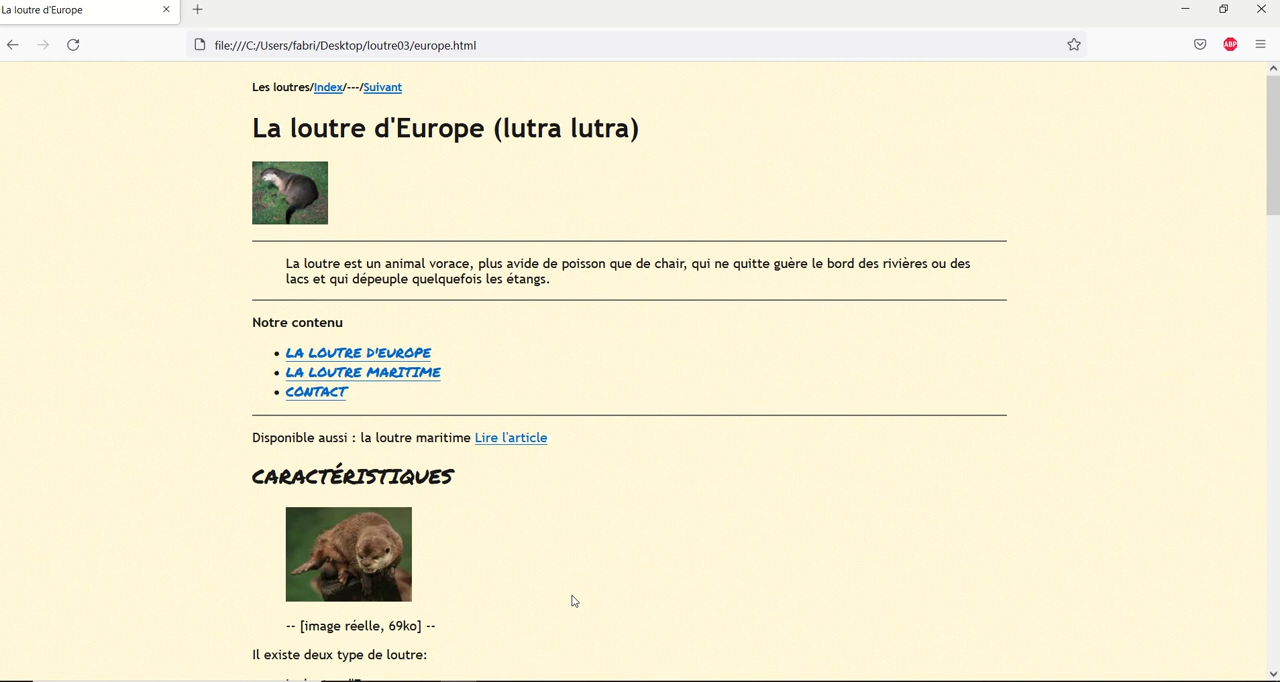 La loutre d'Europe
file:///C:/Users/fabri/Desktop/loutre03/europe.html
ABP
Les loutres/Index/---/Suivant
La loutre d'Europe (lutra lutra)
La loutre est un animal vorace, plus avide de poisson que de chair, qui ne quitte guère le bord des rivières ou des
lacs et qui dépeuple quelquefois les étangs.
Notre contenu
LA LOUTRE D'EUROPE
LA LOUTRE MARITIME
CONTACT
Disponible aussi : la loutre maritime Lire l'article
CARACTÉRISTIQUES
-- [image réelle, 69ko] --
Il existe deux type de loutre: